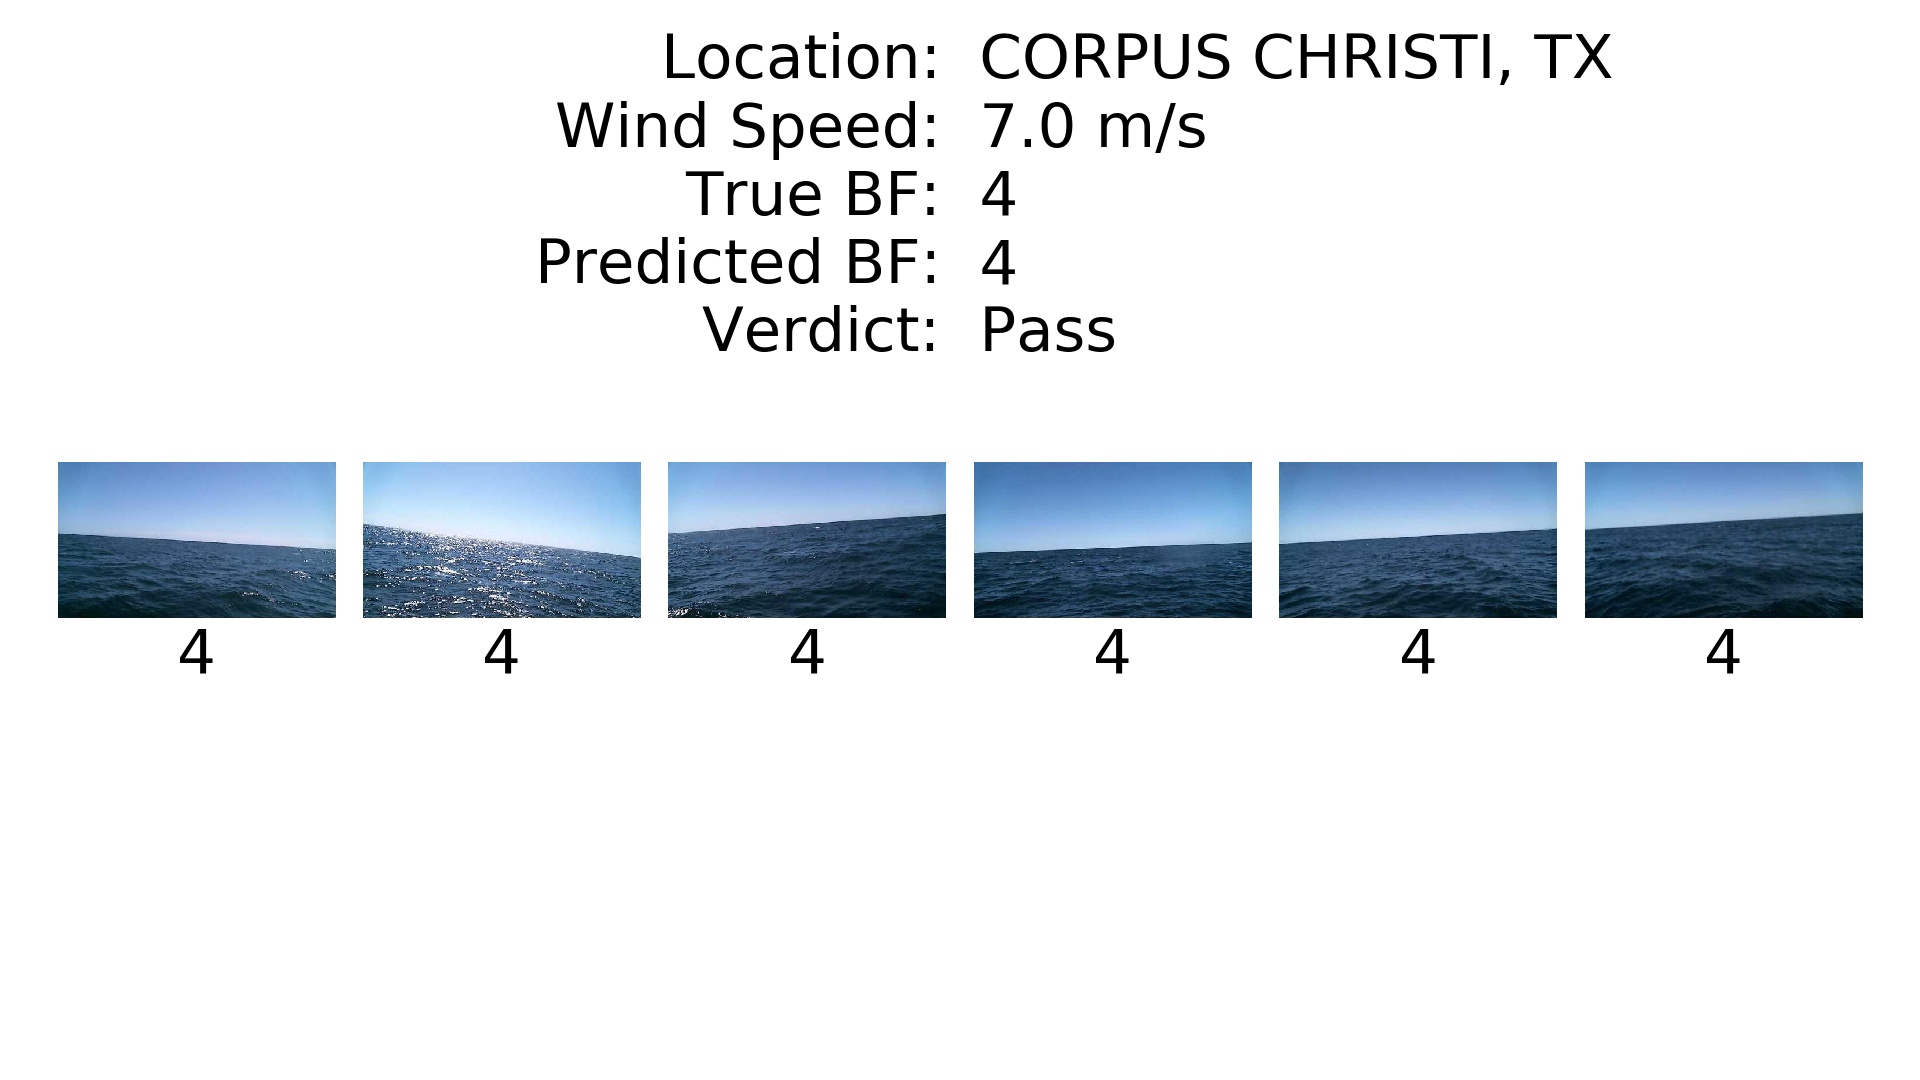 Location: CORPUS CHRISTI, TX
Wind Speed: 7.0 m/s
True BF: 4
Predicted BF: 4
Verdict: Pass
4 4 4 4 4 4